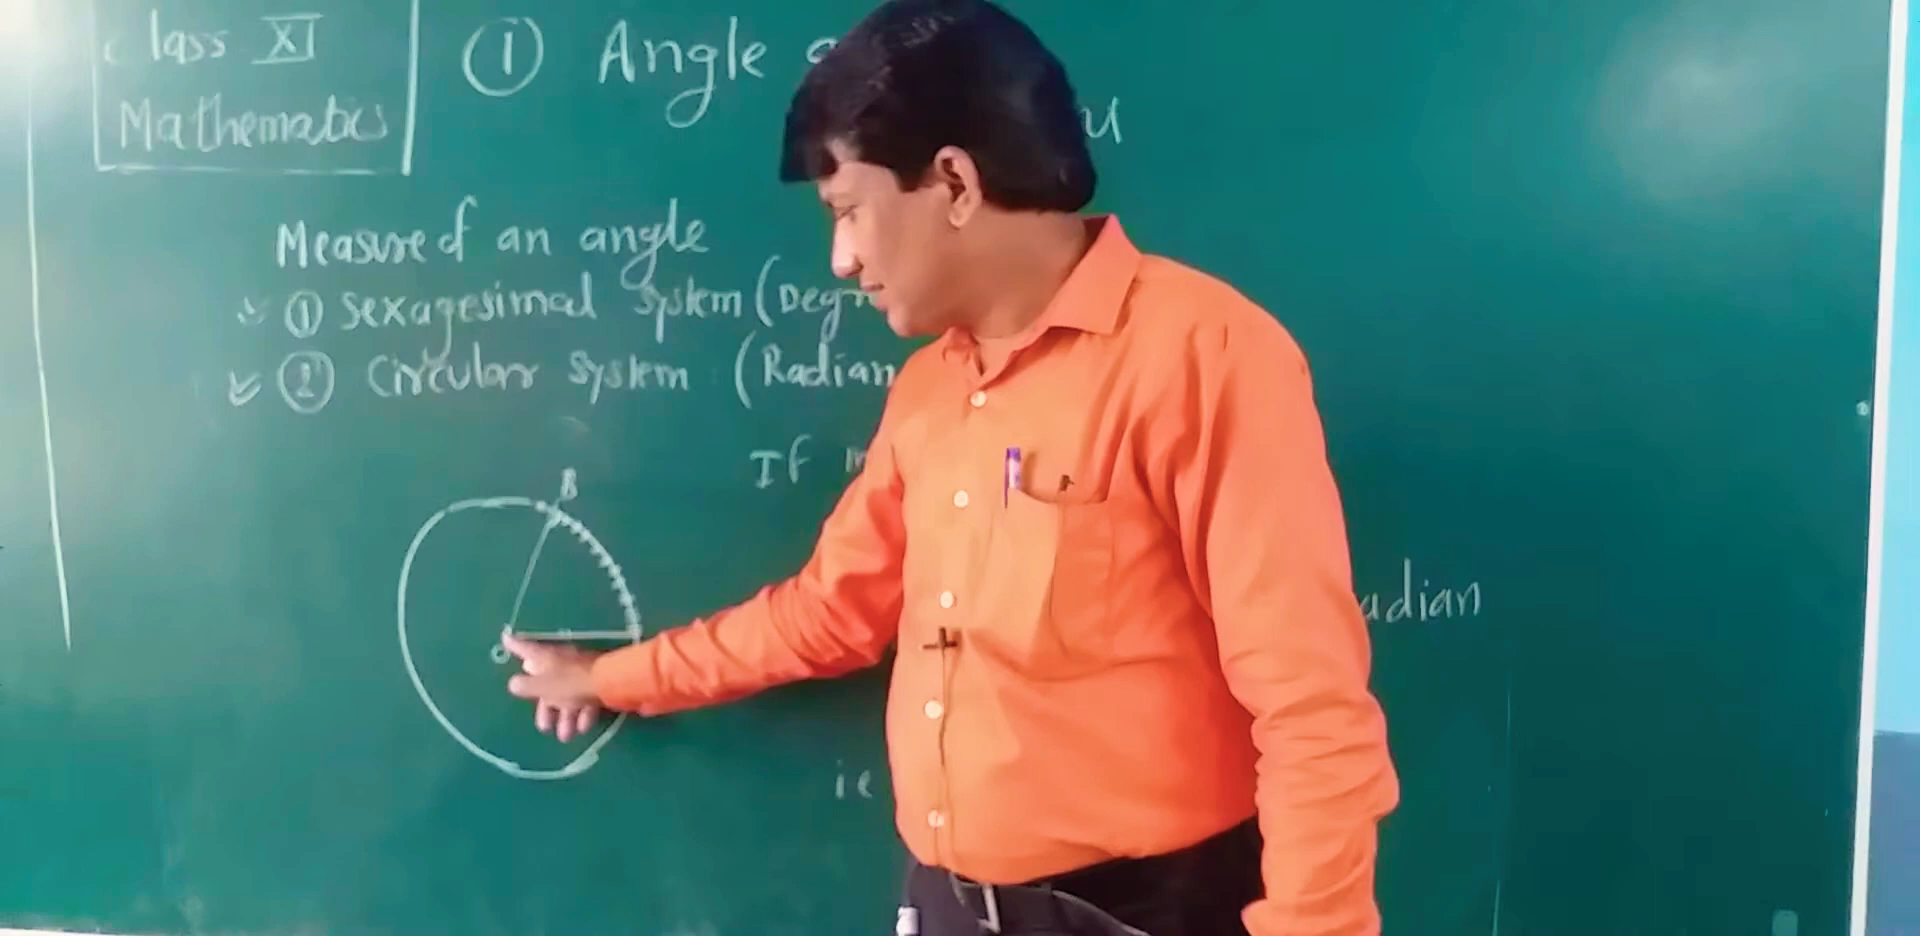 Class XI
Mathematics
① Angle
Measure of an angle
① Sexagesimal System (Deg
② Circular System (Radian
If
B
O
adian
ie